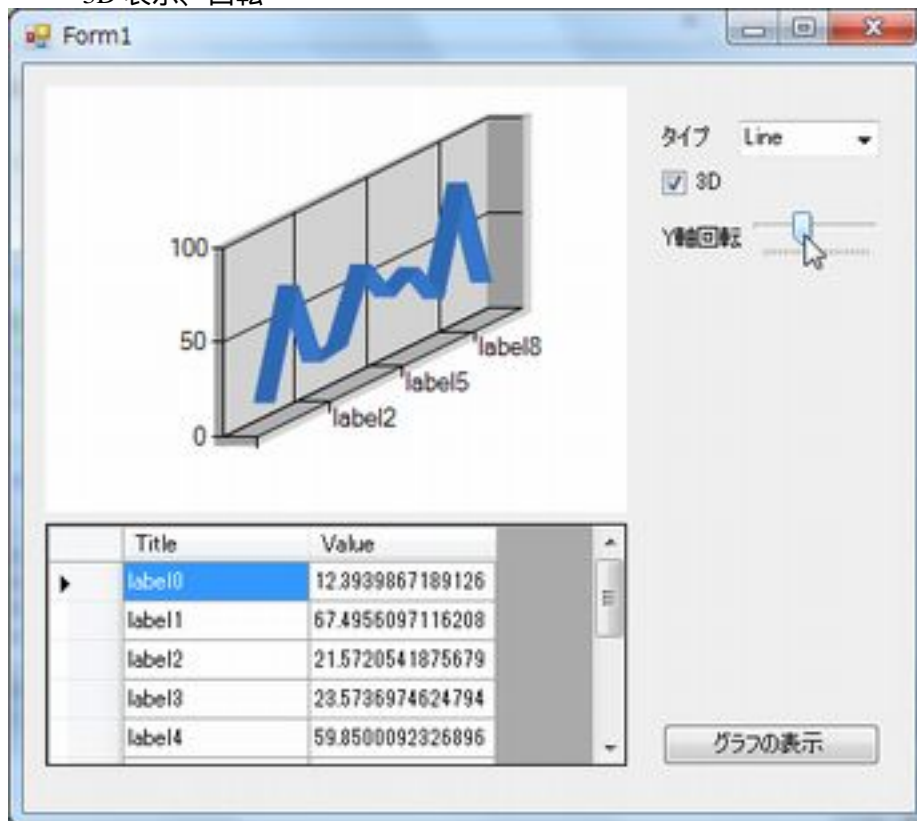 3D 表示、回転
Form1
タイプ Line
3D
Y軸回転
100
50
0
label2
label5
label8
Title Value
label0 12.3939867189126
label1 67.4956097116208
label2 21.5720541875679
label3 23.5736974624794
label4 59.8500092326896
グラフの表示